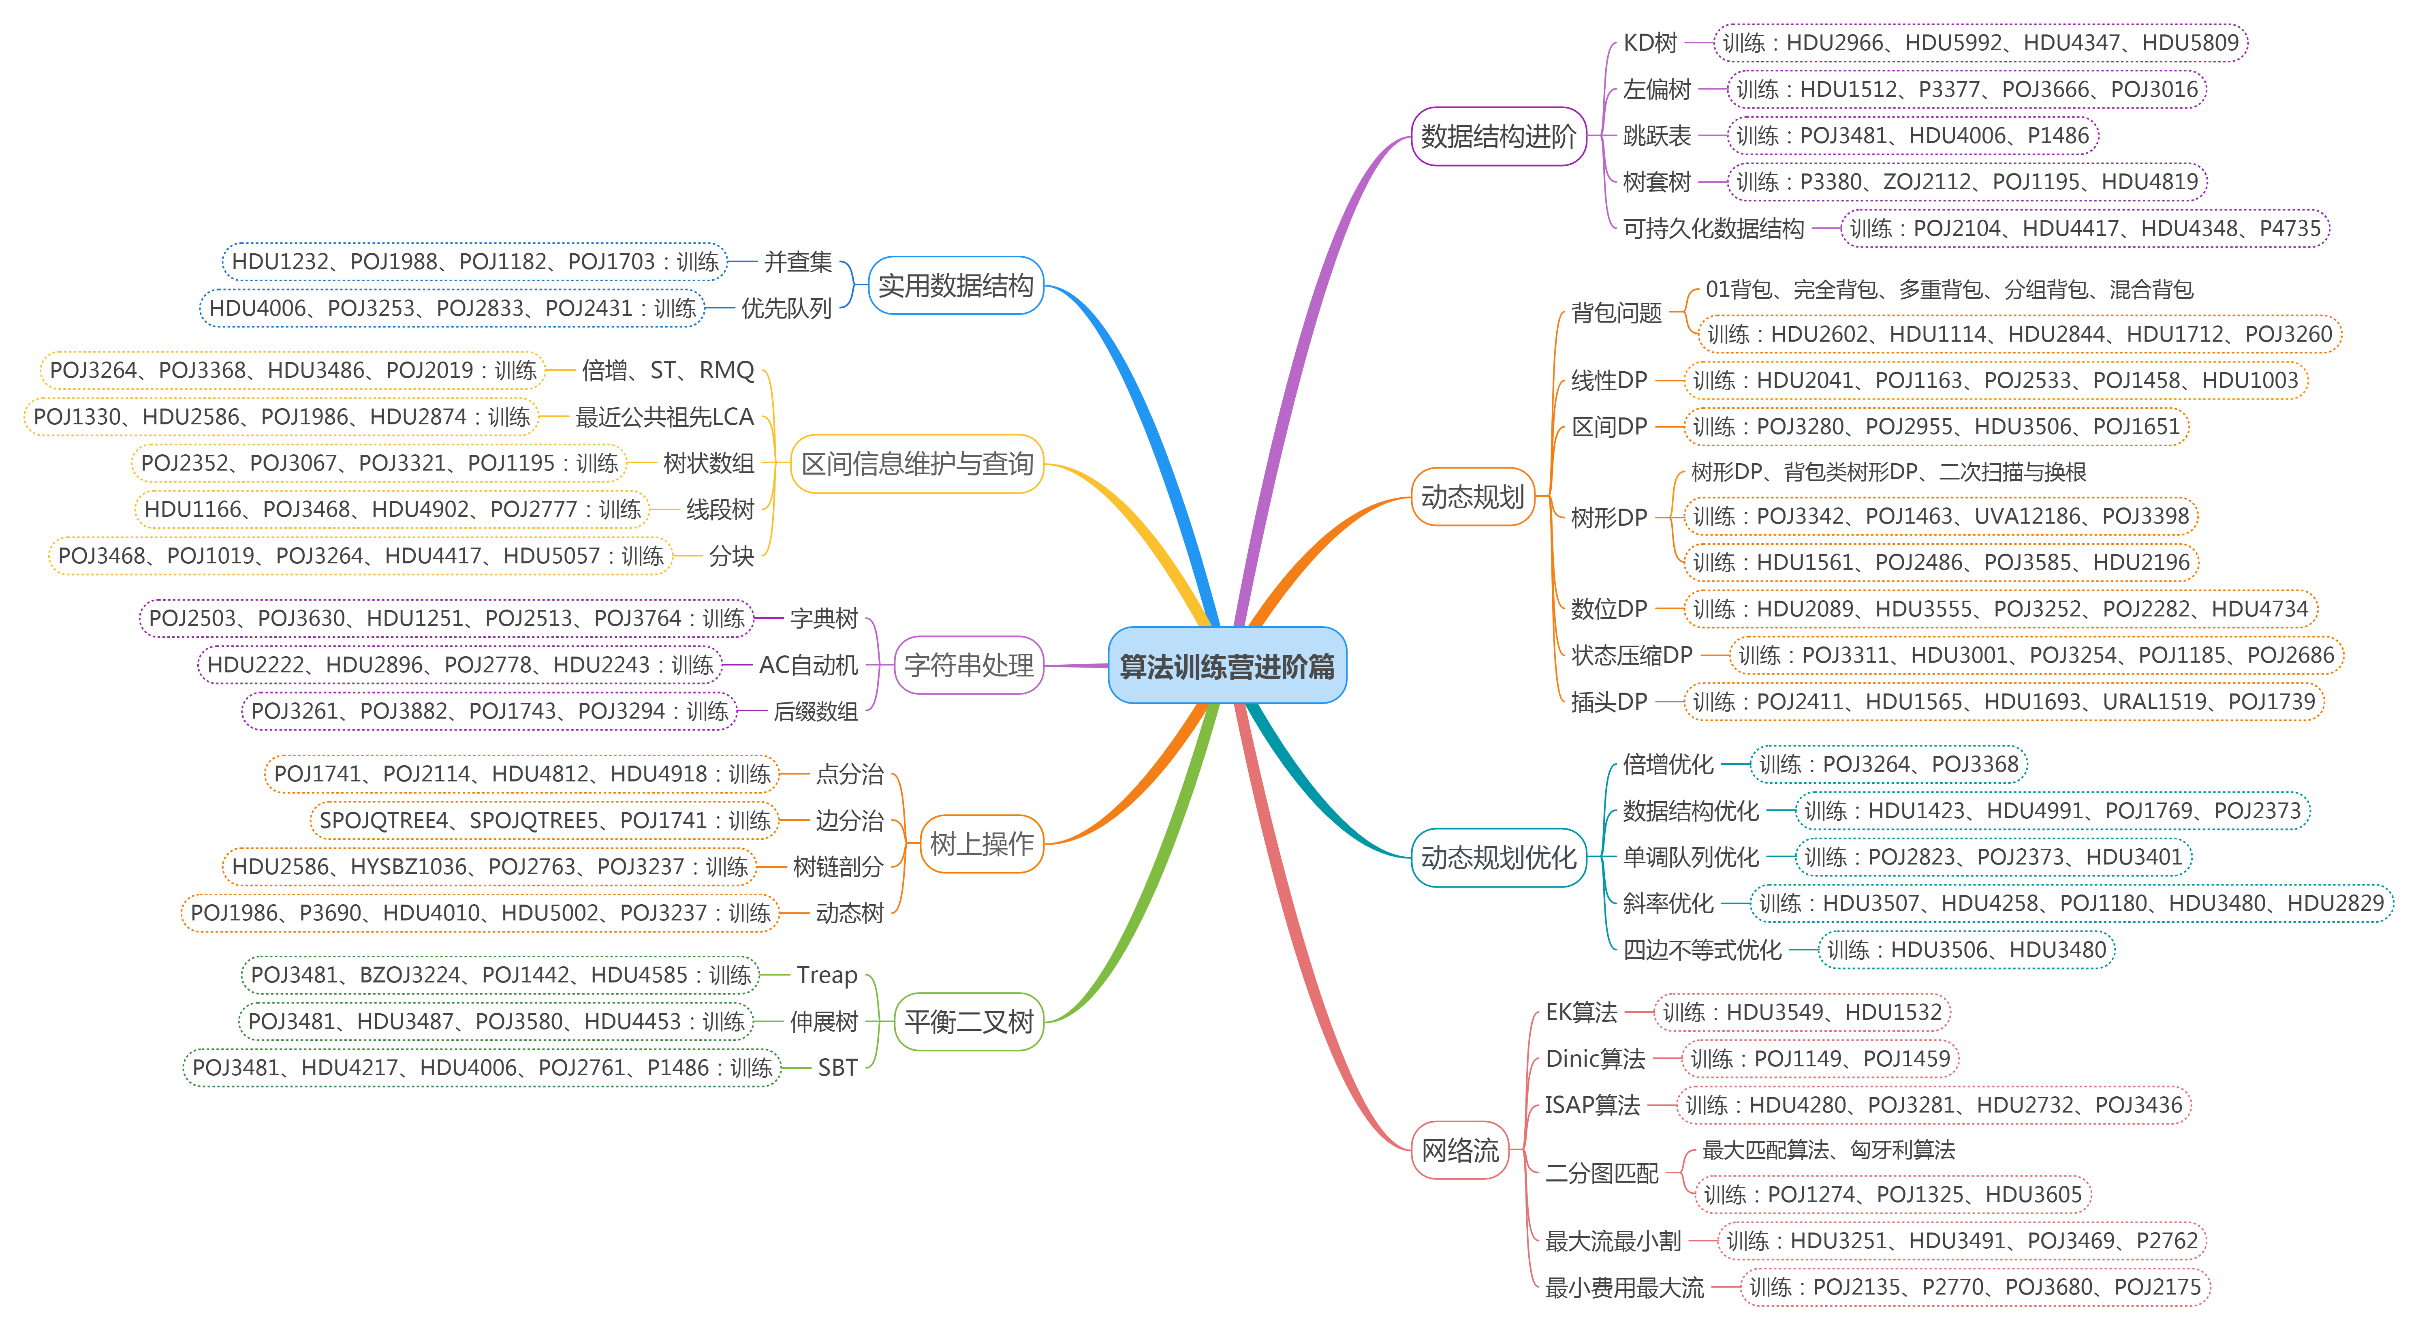 算法训练营进阶篇
实用数据结构
并查集
HDU1232、POJ1988、POJ1182、POJ1703：训练
优先队列
HDU4006、POJ3253、POJ2833、POJ2431：训练
区间信息维护与查询
倍增、ST、RMQ
POJ3264、POJ3368、HDU3486、POJ2019：训练
最近公共祖先LCA
POJ1330、HDU2586、POJ1986、HDU2874：训练
树状数组
POJ2352、POJ3067、POJ3321、POJ1195：训练
线段树
HDU1166、POJ3468、HDU4902、POJ2777：训练
分块
POJ3468、POJ1019、POJ3264、HDU4417、HDU5057：训练
字符串处理
字典树
POJ2503、POJ3630、HDU1251、POJ2513、POJ3764：训练
AC自动机
HDU2222、HDU2896、POJ2778、HDU2243：训练
后缀数组
POJ3261、POJ3882、POJ1743、POJ3294：训练
树上操作
点分治
POJ1741、POJ2114、HDU4812、HDU4918：训练
边分治
SPOJQTREE4、SPOJQTREE5、POJ1741：训练
树链剖分
HDU2586、HYSBZ1036、POJ2763、POJ3237：训练
动态树
POJ1986、P3690、HDU4010、HDU5002、POJ3237：训练
平衡二叉树
Treap
POJ3481、BZOJ3224、POJ1442、HDU4585：训练
伸展树
POJ3481、HDU3487、POJ3580、HDU4453：训练
SBT
POJ3481、HDU4217、HDU4006、POJ2761、P1486：训练
数据结构进阶
KD树
训练：HDU2966、HDU5992、HDU4347、HDU5809
左偏树
训练：HDU1512、P3377、POJ3666、POJ3016
跳跃表
训练：POJ3481、HDU4006、P1486
树套树
训练：P3380、ZOJ2112、POJ1195、HDU4819
可持久化数据结构
训练：POJ2104、HDU4417、HDU4348、P4735
动态规划
背包问题
01背包、完全背包、多重背包、分组背包、混合背包
训练：HDU2602、HDU1114、HDU2844、HDU1712、POJ3260
线性DP
训练：HDU2041、POJ1163、POJ2533、POJ1458、HDU1003
区间DP
训练：POJ3280、POJ2955、HDU3506、POJ1651
树形DP
树形DP、背包类树形DP、二次扫描与换根
训练：POJ3342、POJ1463、UVA12186、POJ3398
训练：HDU1561、POJ2486、POJ3585、HDU2196
数位DP
训练：HDU2089、HDU3555、POJ3252、POJ2282、HDU4734
状态压缩DP
训练：POJ3311、HDU3001、POJ3254、POJ1185、POJ2686
插头DP
训练：POJ2411、HDU1565、HDU1693、URAL1519、POJ1739
动态规划优化
倍增优化
训练：POJ3264、POJ3368
数据结构优化
训练：HDU1423、HDU4991、POJ1769、POJ2373
单调队列优化
训练：POJ2823、POJ2373、HDU3401
斜率优化
训练：HDU3507、HDU4258、POJ1180、HDU3480、HDU2829
四边不等式优化
训练：HDU3506、HDU3480
网络流
EK算法
训练：HDU3549、HDU1532
Dinic算法
训练：POJ1149、POJ1459
ISAP算法
训练：HDU4280、POJ3281、HDU2732、POJ3436
二分图匹配
最大匹配算法、匈牙利算法
训练：POJ1274、POJ1325、HDU3605
最大流最小割
训练：HDU3251、HDU3491、POJ3469、P2762
最小费用最大流
训练：POJ2135、P2770、POJ3680、POJ2175